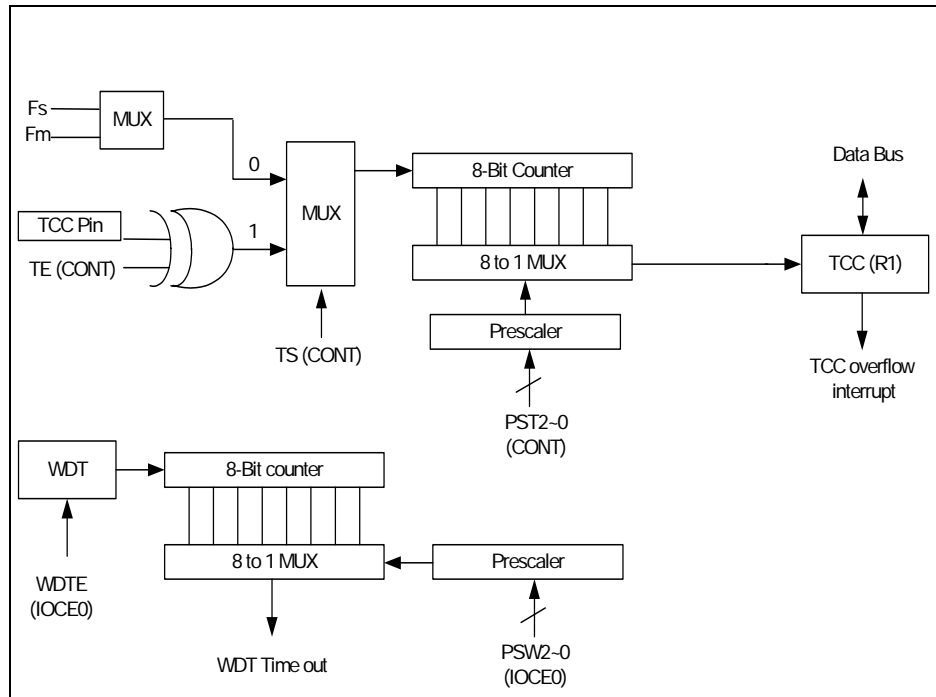 Fs
Fm
MUX
0
TCC Pin
TE (CONT)
1
MUX
TS (CONT)
8-Bit Counter
8 to 1 MUX
Prescaler
PST2~0
(CONT)
Data Bus
TCC (R1)
TCC overflow
interrupt
WDT
WDTE
(IOCE0)
8-Bit counter
8 to 1 MUX
WDT Time out
Prescaler
PSW2~0
(IOCE0)